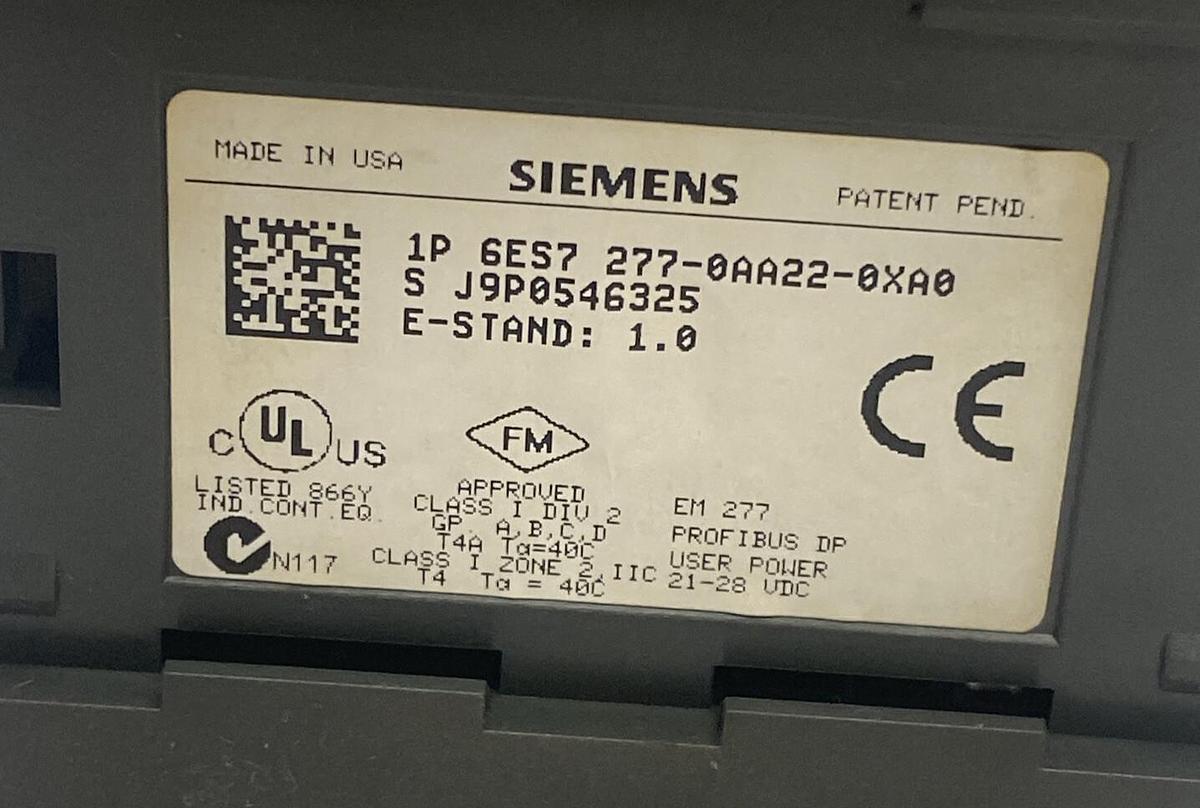 MADE IN USA
SIEMENS
PATENT PEND.
1P 6ES7 277-0AA22-0XA0
S J9P0546325
E-STAND: 1.0
CE
C UL US
LISTED 866Y
IND.CONT.EQ.
N117
FM
APPROVED
CLASS I DIV 2
GP. A,B,C,D
T4A Ta=40C
CLASS I ZONE 2,IIC
T4 Ta = 40C
EM 277
PROFIBUS DP
USER POWER
21-28 VDC